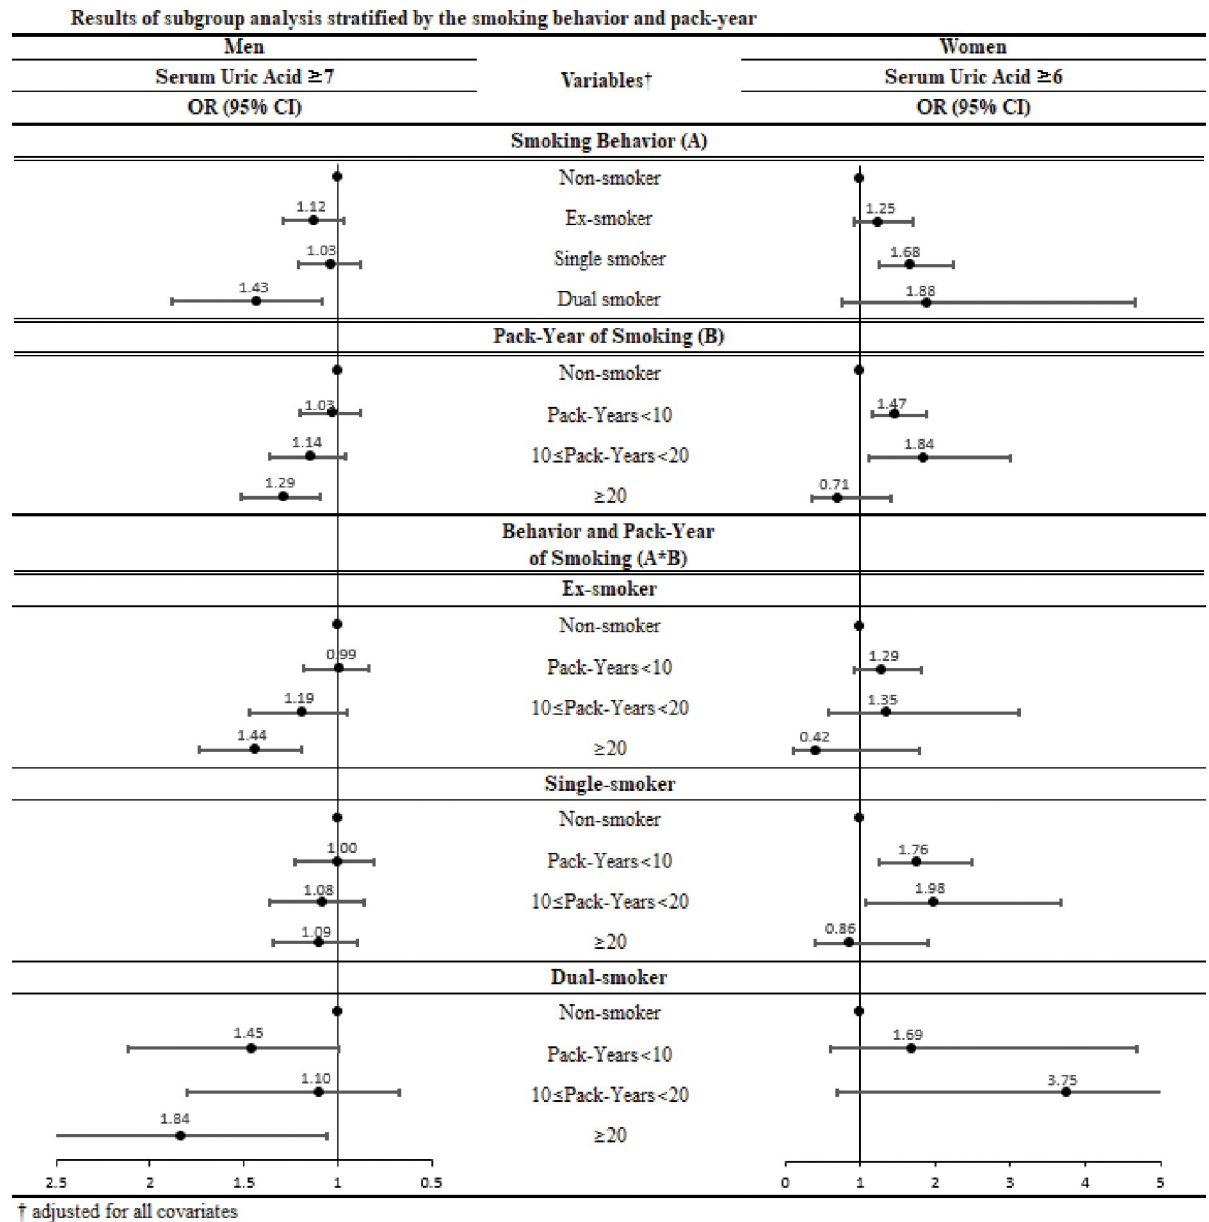 Results of subgroup analysis stratified by the smoking behavior and pack-year
Men Women
Serum Uric Acid ≥7 Variables† Serum Uric Acid ≥6
OR (95% CI) OR (95% CI)
Smoking Behavior (A)
Non-smoker
1.12 Ex-smoker 1.25
1.03 Single smoker 1.68
1.43 Dual smoker 1.88
Pack-Year of Smoking (B)
Non-smoker
1.03 Pack-Years<10 1.47
1.14 10≤Pack-Years<20 1.84
1.29 ≥20 0.71
Behavior and Pack-Year
of Smoking (A*B)
Ex-smoker
Non-smoker
0.99 Pack-Years<10 1.29
1.19 10≤Pack-Years<20 1.35
1.44 ≥20 0.42
Single-smoker
Non-smoker
1.00 Pack-Years<10 1.76
1.08 10≤Pack-Years<20 1.98
1.09 ≥20 0.86
Dual-smoker
Non-smoker
1.45 Pack-Years<10 1.69
1.10 10≤Pack-Years<20 3.75
1.84 ≥20
2.5 2 1.5 1 0.5 0 1 2 3 4 5
† adjusted for all covariates